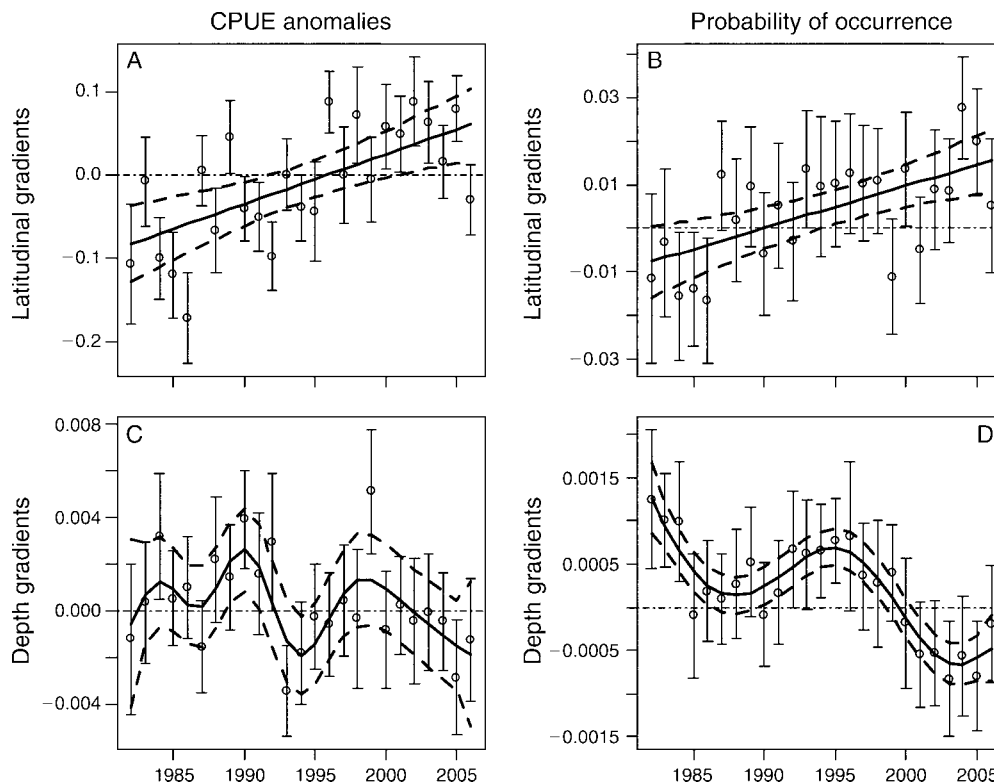 CPUE anomalies
Probability of occurrence
A
Latitudinal gradients
0.1
0.0
−0.1
−0.2
B
Latitudinal gradients
0.03
0.01
−0.01
−0.03
C
Depth gradients
0.008
0.004
0.000
−0.004
1985 1990 1995 2000 2005
D
Depth gradients
0.0015
0.0005
−0.0005
−0.0015
1985 1990 1995 2000 2005